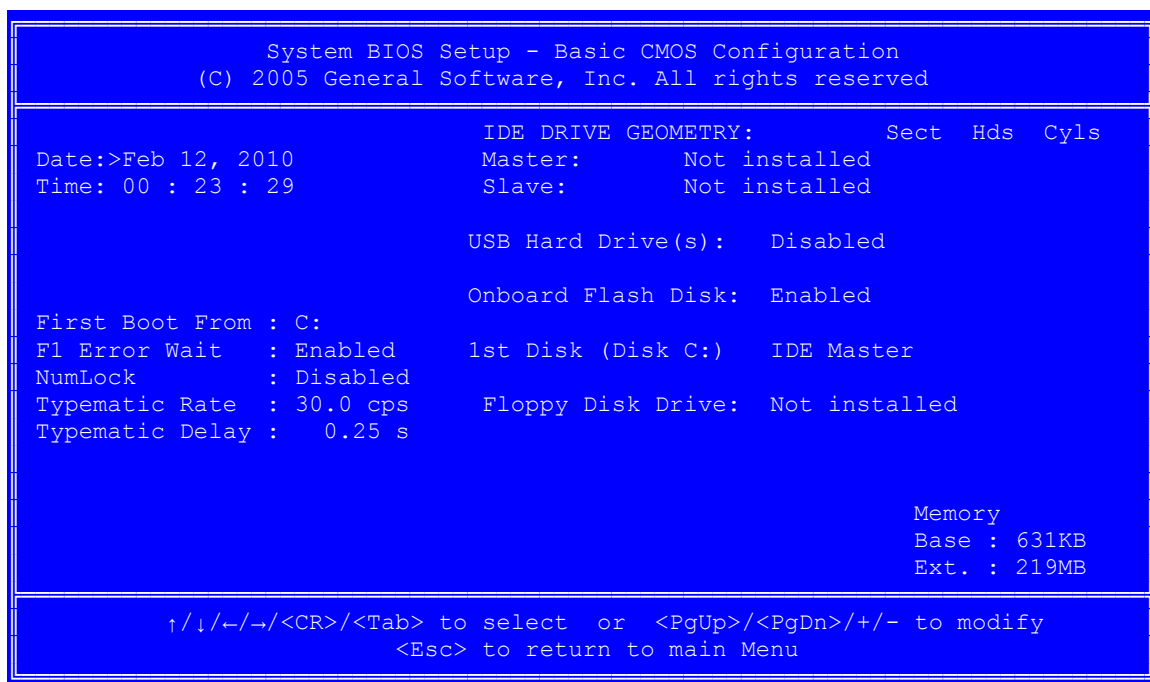 System BIOS Setup - Basic CMOS Configuration
(C) 2005 General Software, Inc. All rights reserved
IDE DRIVE GEOMETRY: Sect Hds Cyls
Date:>Feb 12, 2010 Master: Not installed
Time: 00 : 23 : 29 Slave: Not installed
USB Hard Drive(s): Disabled
Onboard Flash Disk: Enabled
First Boot From : C:
F1 Error Wait : Enabled 1st Disk (Disk C:) IDE Master
NumLock : Disabled
Typematic Rate : 30.0 cps Floppy Disk Drive: Not installed
Typematic Delay : 0.25 s
Memory
Base : 631KB
Ext. : 219MB
↑/↓/←/→/<CR>/<Tab> to select or <PgUp>/<PgDn>/+/- to modify
<Esc> to return to main Menu